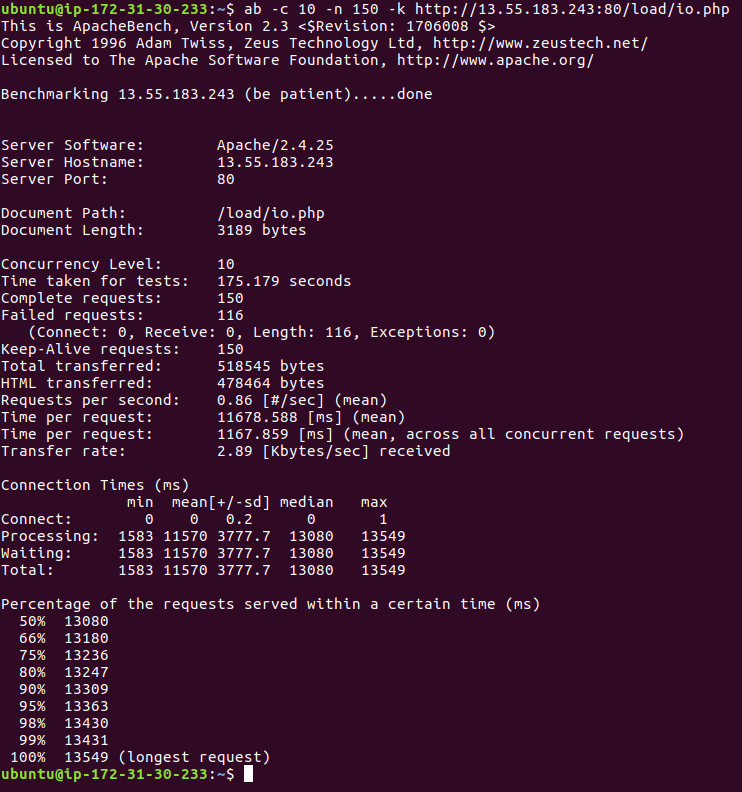 ubuntu@ip-172-31-30-233:~$ ab -c 10 -n 150 -k http://13.55.183.243:80/load/io.php
This is ApacheBench, Version 2.3 <$Revision: 1706008 $>
Copyright 1996 Adam Twiss, Zeus Technology Ltd, http://www.zeustech.net/
Licensed to The Apache Software Foundation, http://www.apache.org/

Benchmarking 13.55.183.243 (be patient).....done


Server Software:        Apache/2.4.25
Server Hostname:        13.55.183.243
Server Port:            80

Document Path:          /load/io.php
Document Length:        3189 bytes

Concurrency Level:      10
Time taken for tests:   175.179 seconds
Complete requests:      150
Failed requests:        116
   (Connect: 0, Receive: 0, Length: 116, Exceptions: 0)
Keep-Alive requests:    150
Total transferred:      518545 bytes
HTML transferred:       478464 bytes
Requests per second:    0.86 [#/sec] (mean)
Time per request:       11678.588 [ms] (mean)
Time per request:       1167.859 [ms] (mean, across all concurrent requests)
Transfer rate:          2.89 [Kbytes/sec] received

Connection Times (ms)
              min  mean[+/-sd] median   max
Connect:        0    0   0.2      0       1
Processing:  1583 11570 3777.7  13080   13549
Waiting:     1583 11570 3777.7  13080   13549
Total:       1583 11570 3777.7  13080   13549

Percentage of the requests served within a certain time (ms)
  50%  13080
  66%  13180
  75%  13236
  80%  13247
  90%  13309
  95%  13363
  98%  13430
  99%  13431
 100%  13549 (longest request)
ubuntu@ip-172-31-30-233:~$